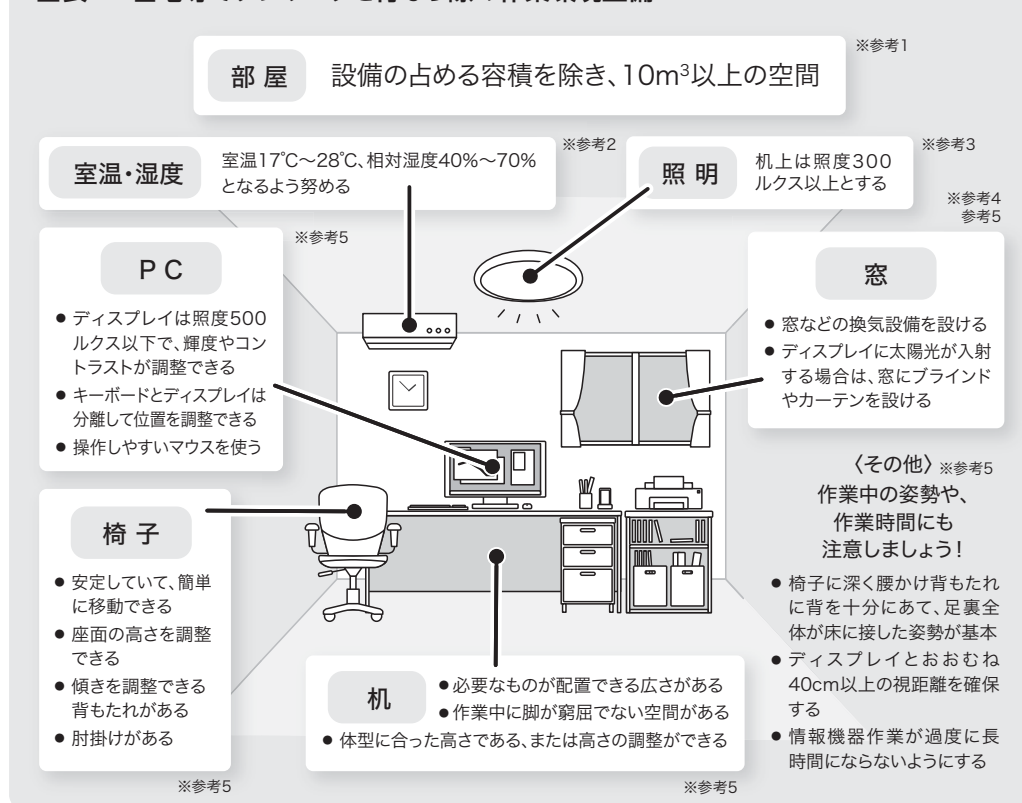 ※参考1
部 屋 設備の占める容積を除き、10m³以上の空間
※参考2
室温・湿度 室温17℃〜28℃、相対湿度40%〜70%
となるよう努める
※参考3
照 明 机上は照度300
ルクス以上とする
※参考5
P C
● ディスプレイは照度500
ルクス以下で、輝度やコン
トラストが調整できる
● キーボードとディスプレイは
分離して位置を調整できる
● 操作しやすいマウスを使う
※参考4
参考5
窓
● 窓などの換気設備を設ける
● ディスプレイに太陽光が入射
する場合は、窓にブラインド
やカーテンを設ける
椅 子
● 安定していて、簡単
に移動できる
● 座面の高さを調整
できる
● 傾きを調整できる
背もたれがある
● 肘掛けがある
※参考5
机
● 必要なものが配置できる広さがある
● 作業中に脚が窮屈でない空間がある
● 体型に合った高さである、または高さの調整ができる
※参考5
〈その他〉※参考5
作業中の姿勢や、
作業時間にも
注意しましょう!
● 椅子に深く腰かけ背もたれ
に背を十分にあて、足裏全
体が床に接した姿勢が基本
● ディスプレイとおおむね
40cm以上の視距離を確保
する
● 情報機器作業が過度に長
時間にならないようにする